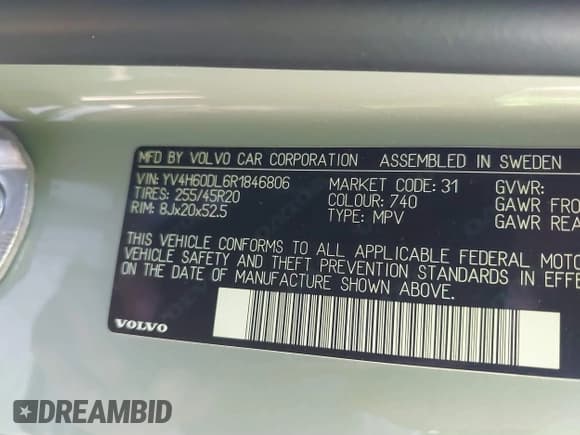 MFD BY VOLVO CAR CORPORATION ASSEMBLED IN SWEDEN
VIN: YV4H60DL6R1846806 MARKET CODE: 31 GVWR:
TIRES: 255/45R20 COLOUR: 740 GAWR FRO
RIM: 8Jx20x52.5 TYPE: MPV GAWR REA
THIS VEHICLE CONFORMS TO ALL APPLICABLE FEDERAL MOTO
VEHICLE SAFETY AND THEFT PREVENTION STANDARDS IN EFFE
ON THE DATE OF MANUFACTURE SHOWN ABOVE.
VOLVO
DREAMBID